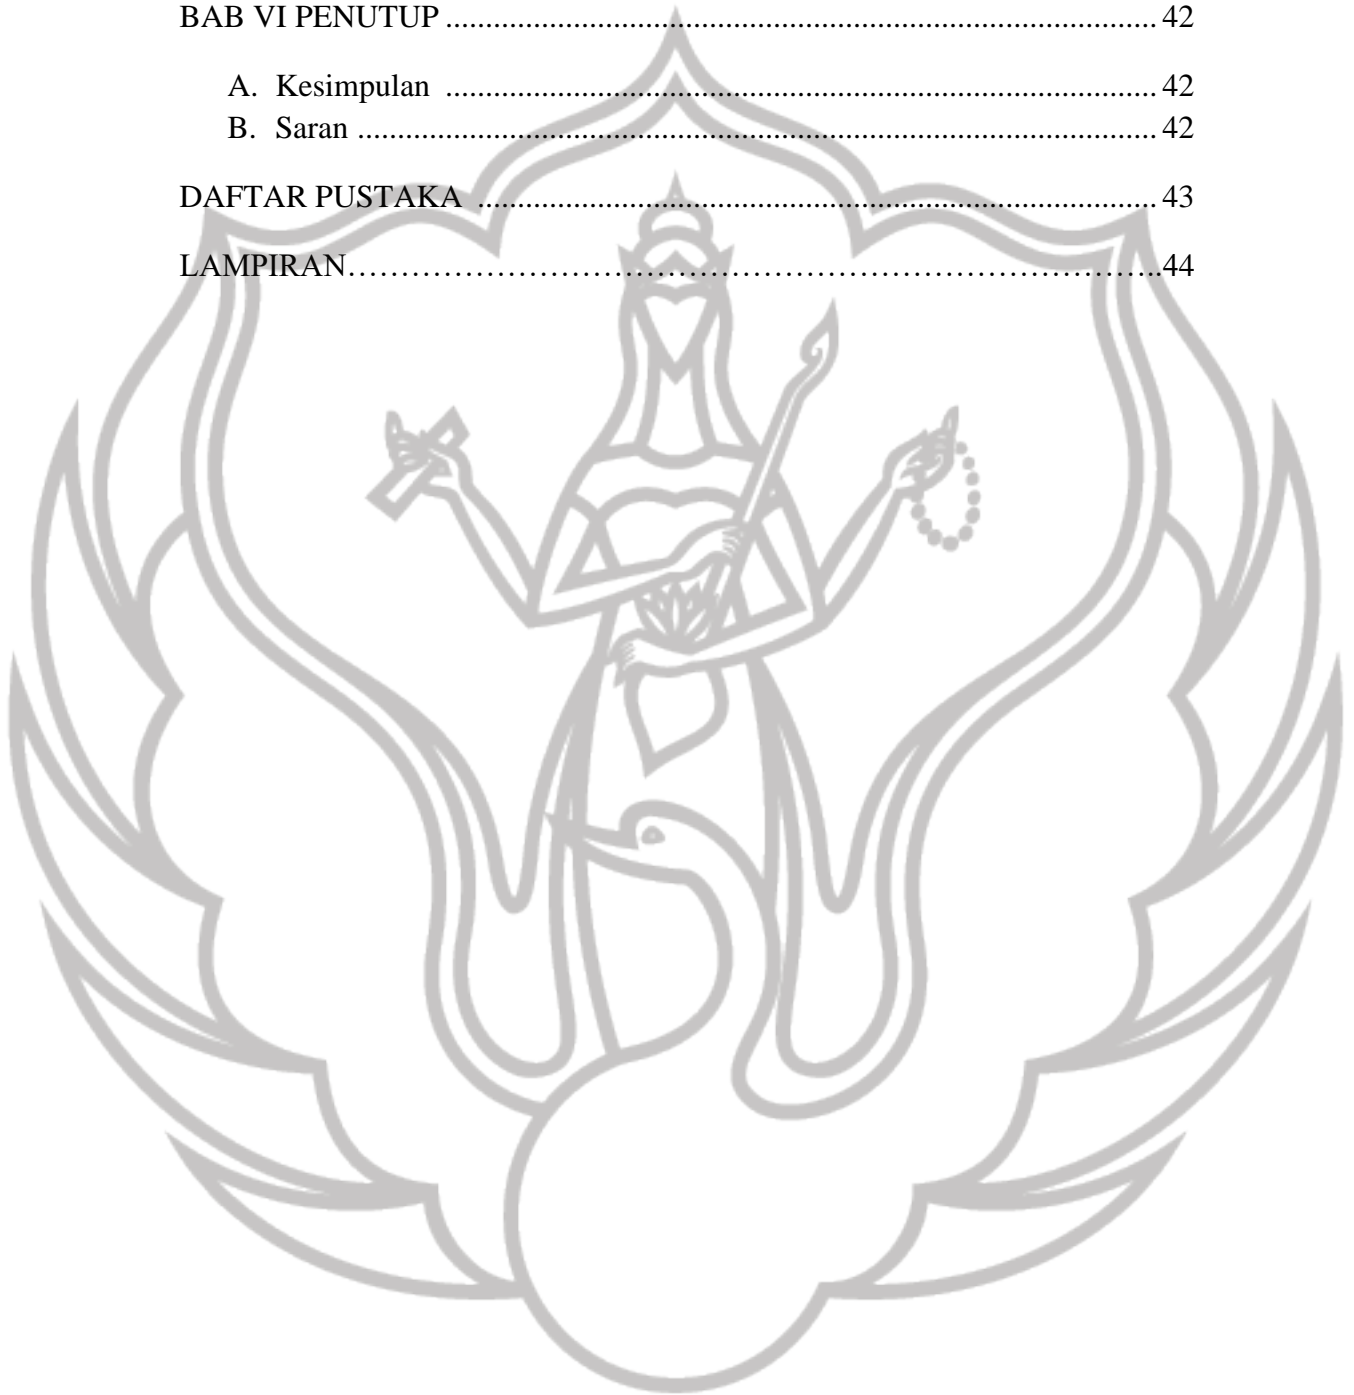 BAB VI PENUTUP ........................................................................................... 42
A. Kesimpulan ........................................................................................... 42
B. Saran ...................................................................................................... 42
DAFTAR PUSTAKA ....................................................................................... 43
LAMPIRAN…………………………………………………………………..44